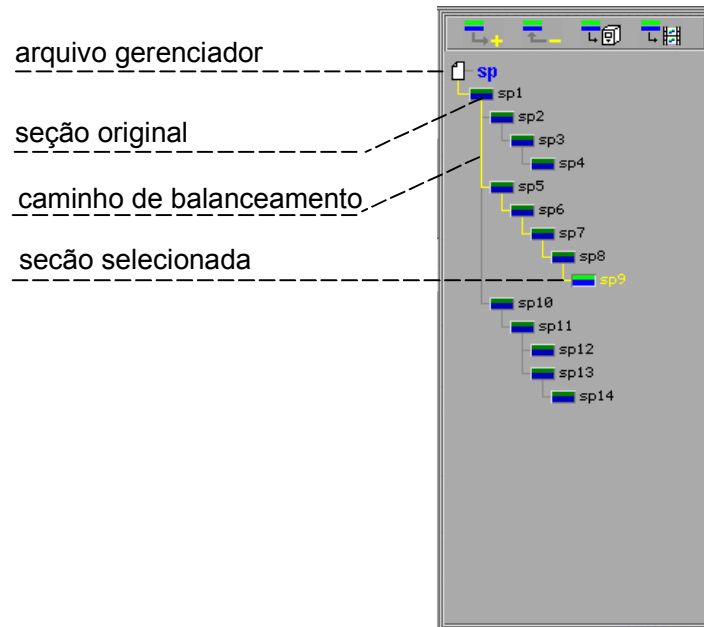 arquivo gerenciador
sp
sp1
seção original
sp2
sp3
sp4
caminho de balanceamento
sp5
sp6
sp7
secão selecionada
sp8
sp9
sp10
sp11
sp12
sp13
sp14